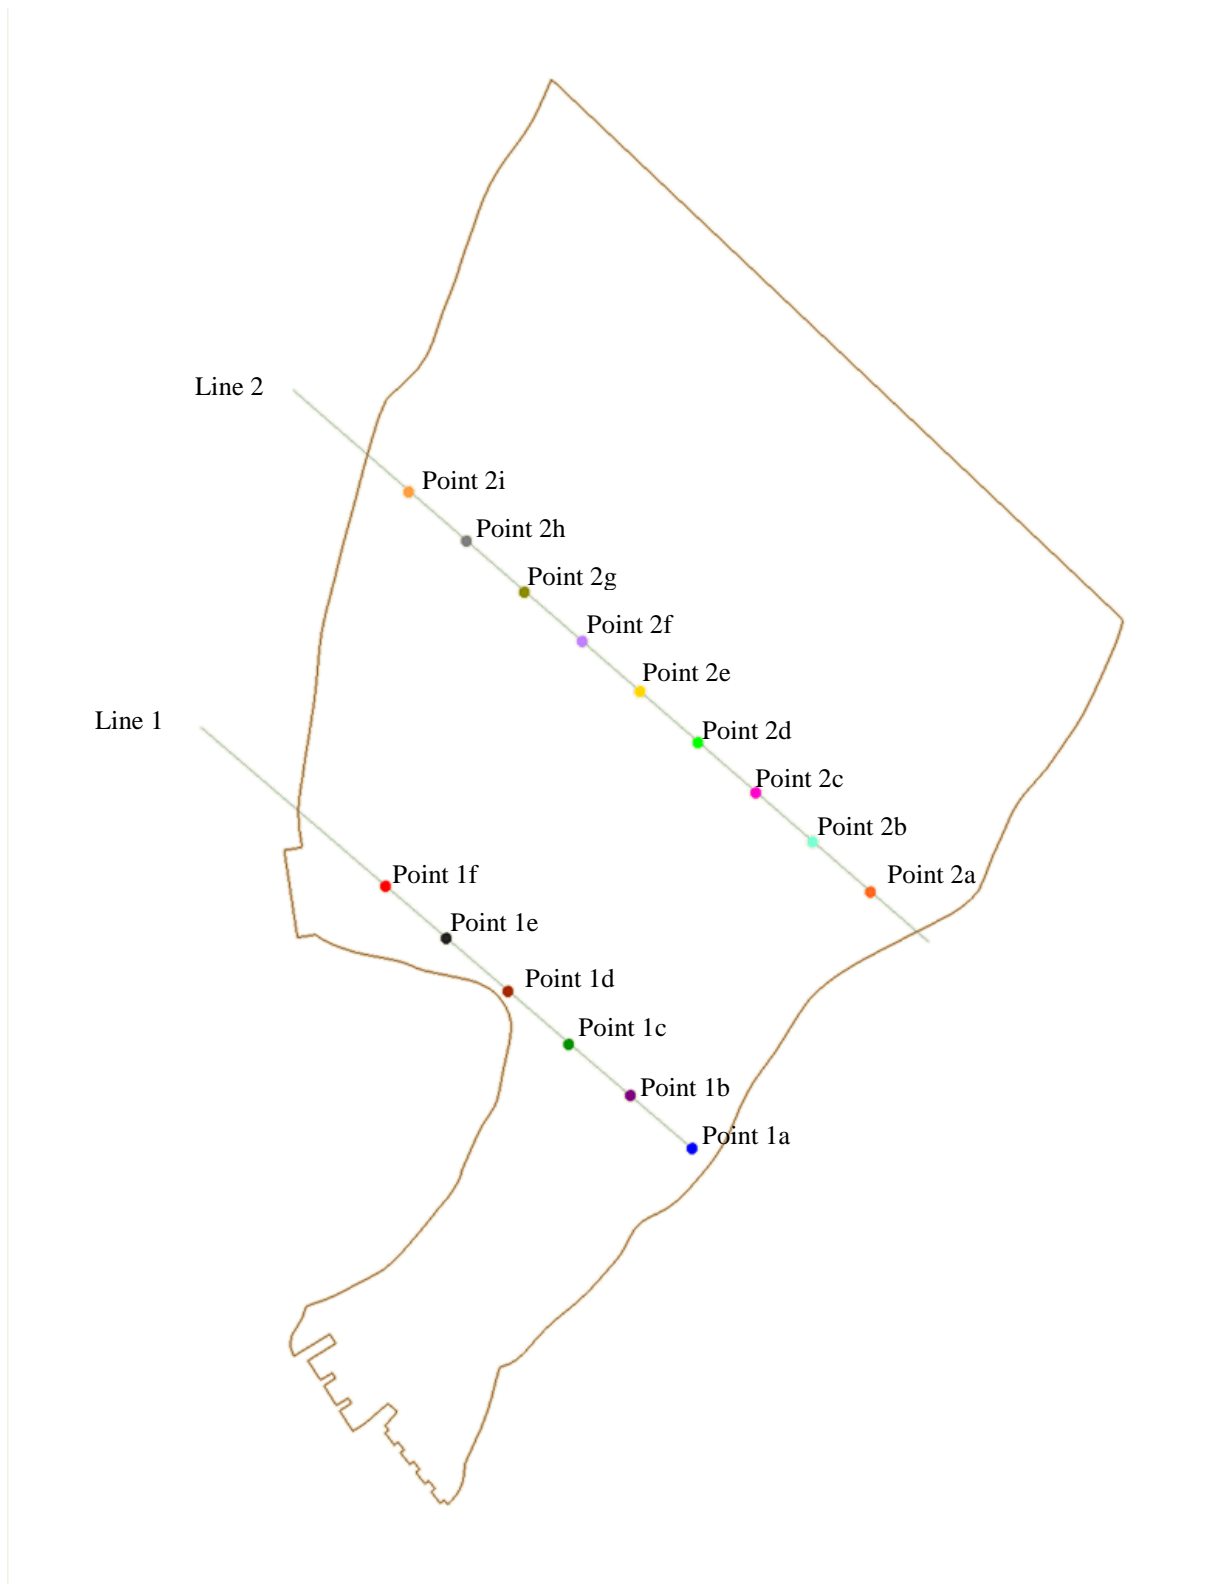 Line 2
Point 2i
Point 2h
Point 2g
Point 2f
Point 2e
Line 1
Point 2d
Point 2c
Point 2b
Point 1f
Point 2a
Point 1e
Point 1d
Point 1c
Point 1b
Point 1a